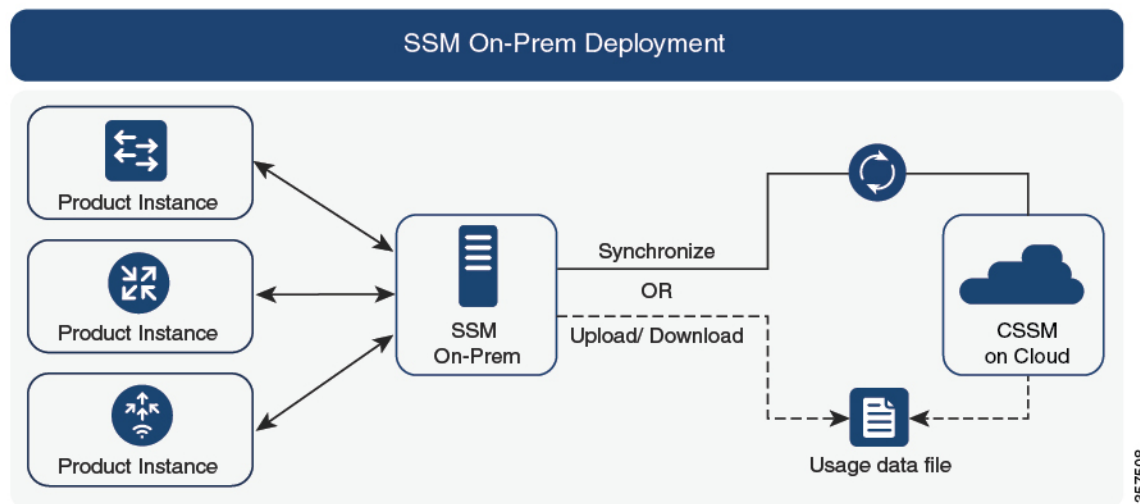 SSM On-Prem Deployment
Product Instance
Product Instance
Product Instance
SSM
On-Prem
Synchronize
OR
Upload/ Download
CSSM
on Cloud
Usage data file
357508